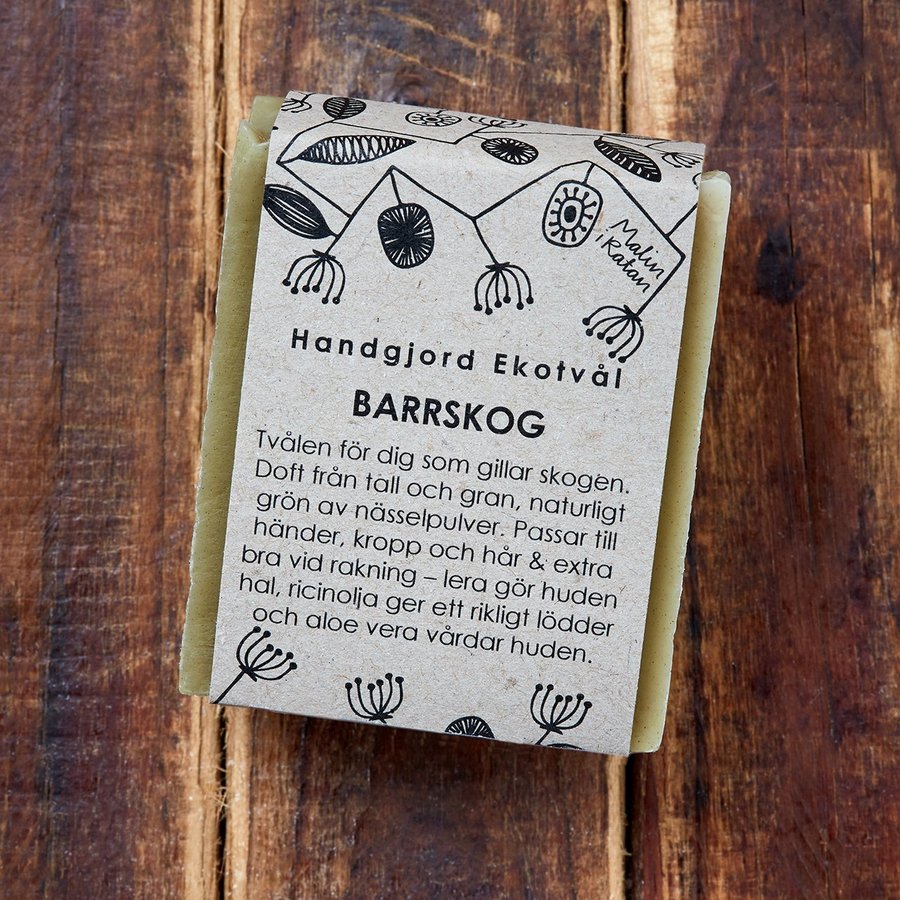 Malin
i Ratan
Handgjord Ekotvål
BARRSKOG
Tvålen för dig som gillar skogen.
Doft från tall och gran, naturligt
grön av nässelpulver. Passar till
händer, kropp och hår & extra
bra vid rakning – lera gör huden
hal, ricinolja ger ett rikligt lödder
och aloe vera vårdar huden.